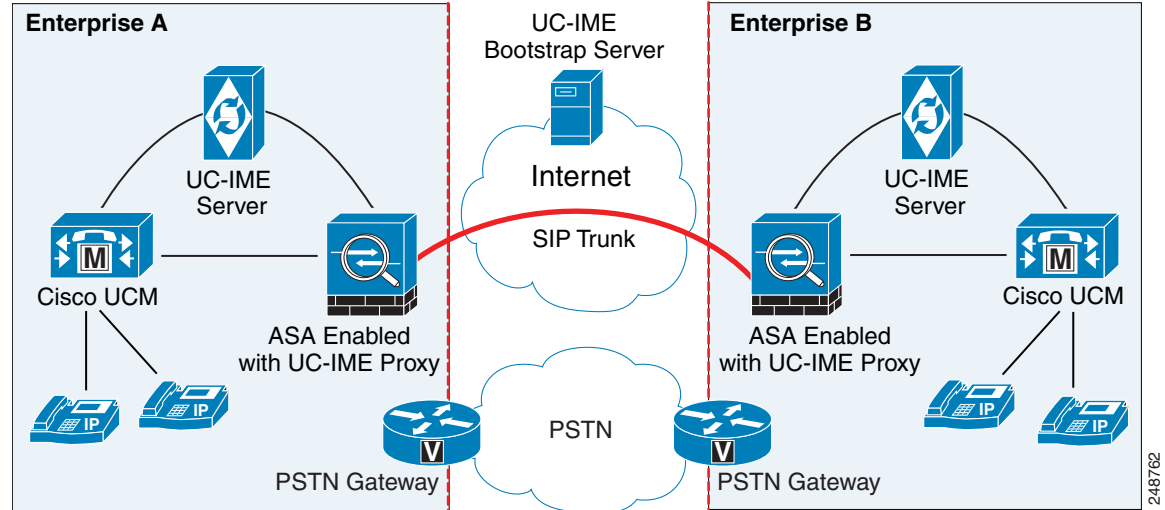 Enterprise A
UC-IME
Bootstrap Server
Enterprise B
UC-IME
Server
Internet
UC-IME
Server
SIP Trunk
M
M
Cisco UCM
Cisco UCM
ASA Enabled
with UC-IME Proxy
ASA Enabled
with UC-IME Proxy
IP
IP
IP
IP
PSTN
V
V
PSTN Gateway
PSTN Gateway
248762